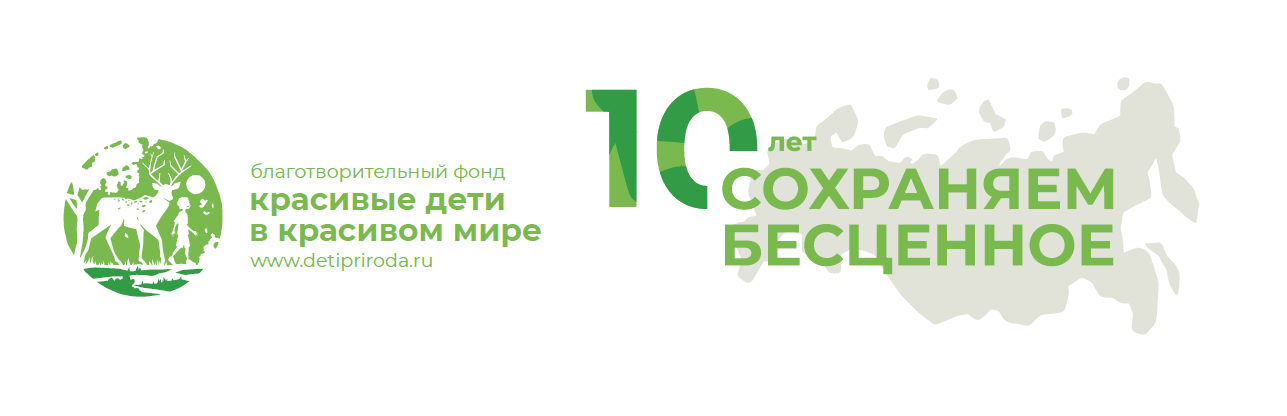 благотворительный фонд
красивые дети
в красивом мире
www.detipriroda.ru
10 лет
СОХРАНЯЕМ
БЕСЦЕННОЕ